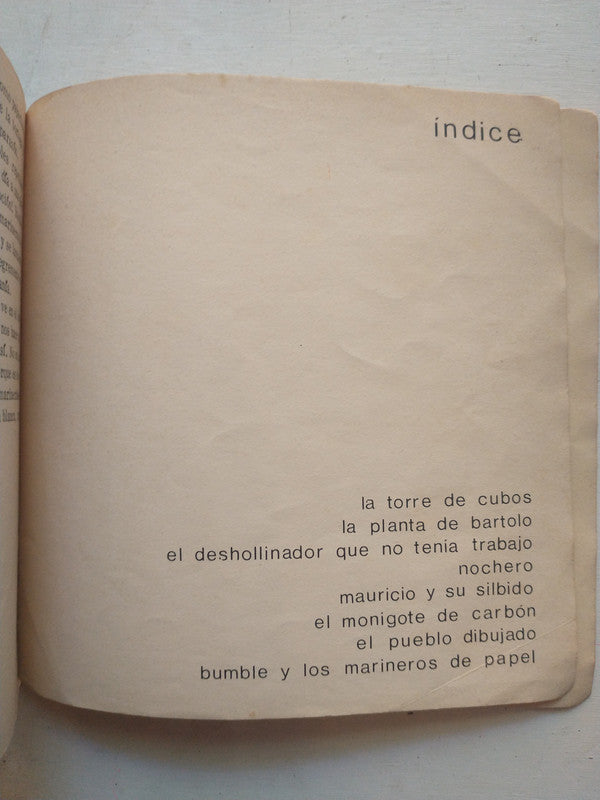 índice
la torre de cubos
la planta de bartolo
el deshollinador que no tenia trabajo
nochero
mauricio y su silbido
el monigote de carbón
el pueblo dibujado
bumble y los marineros de papel